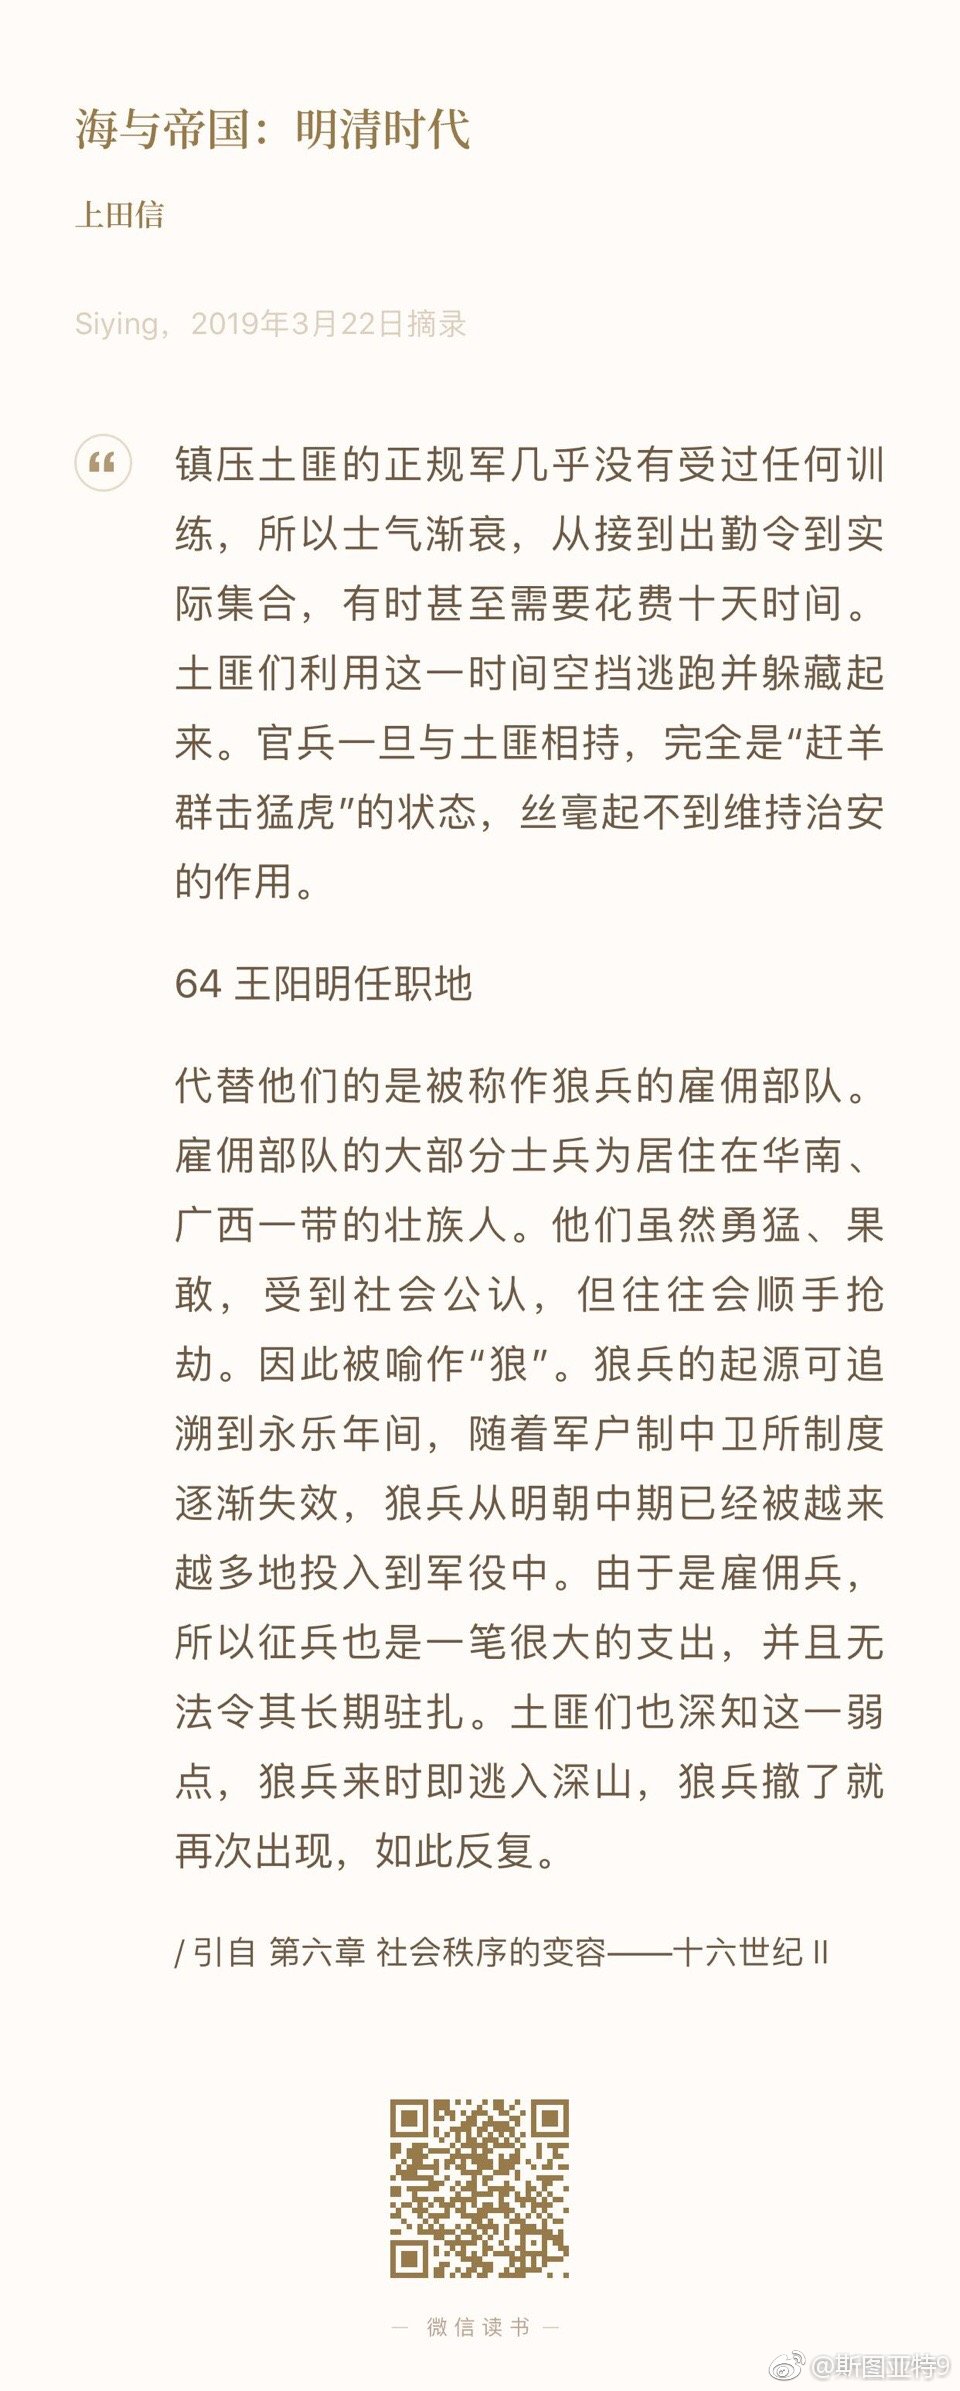 海与帝国：明清时代
上田信
Siying，2019年3月22日摘录
镇压土匪的正规军几乎没有受过任何训
练，所以士气渐衰，从接到出勤令到实
际集合，有时甚至需要花费十天时间。
土匪们利用这一时间空挡逃跑并躲藏起
来。官兵一旦与土匪相持，完全是“赶羊
群击猛虎”的状态，丝毫起不到维持治安
的作用。
64 王阳明任职地
代替他们的是被称作狼兵的雇佣部队。
雇佣部队的大部分士兵为居住在华南、
广西一带的壮族人。他们虽然勇猛、果
敢，受到社会公认，但往往会顺手抢
劫。因此被喻作“狼”。狼兵的起源可追
溯到永乐年间，随着军户制中卫所制度
逐渐失效，狼兵从明朝中期已经被越来
越多地投入到军役中。由于是雇佣兵，
所以征兵也是一笔很大的支出，并且无
法令其长期驻扎。土匪们也深知这一弱
点，狼兵来时即逃入深山，狼兵撤了就
再次出现，如此反复。
/ 引自 第六章 社会秩序的变容——十六世纪 II
— 微信读书 —
@斯图亚特9